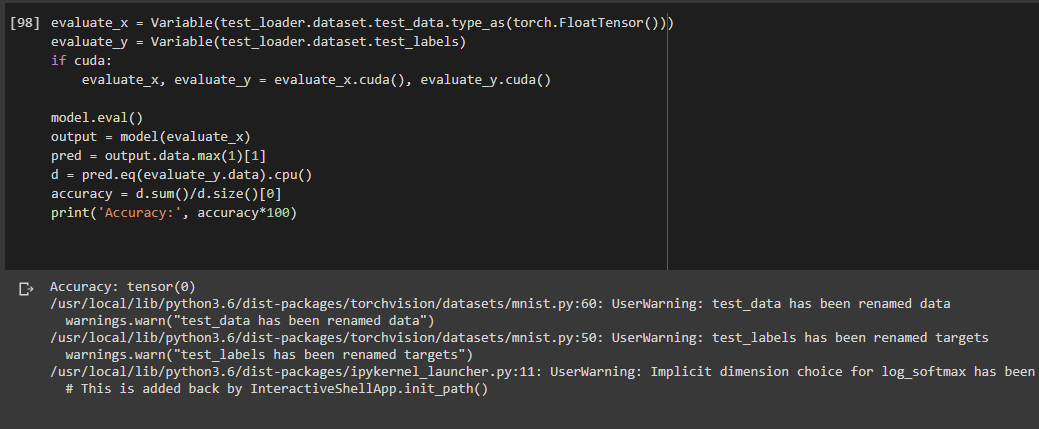 [98] evaluate_x = Variable(test_loader.dataset.test_data.type_as(torch.FloatTensor()))
evaluate_y = Variable(test_loader.dataset.test_labels)
if cuda:
    evaluate_x, evaluate_y = evaluate_x.cuda(), evaluate_y.cuda()
model.eval()
output = model(evaluate_x)
pred = output.data.max(1)[1]
d = pred.eq(evaluate_y.data).cpu()
accuracy = d.sum()/d.size()[0]
print('Accuracy:', accuracy*100)
Accuracy: tensor(0)
/usr/local/lib/python3.6/dist-packages/torchvision/datasets/mnist.py:60: UserWarning: test_data has been renamed data
  warnings.warn("test_data has been renamed data")
/usr/local/lib/python3.6/dist-packages/torchvision/datasets/mnist.py:50: UserWarning: test_labels has been renamed targets
  warnings.warn("test_labels has been renamed targets")
/usr/local/lib/python3.6/dist-packages/ipykernel_launcher.py:11: UserWarning: Implicit dimension choice for log_softmax has been
  # This is added back by InteractiveShellApp.init_path()